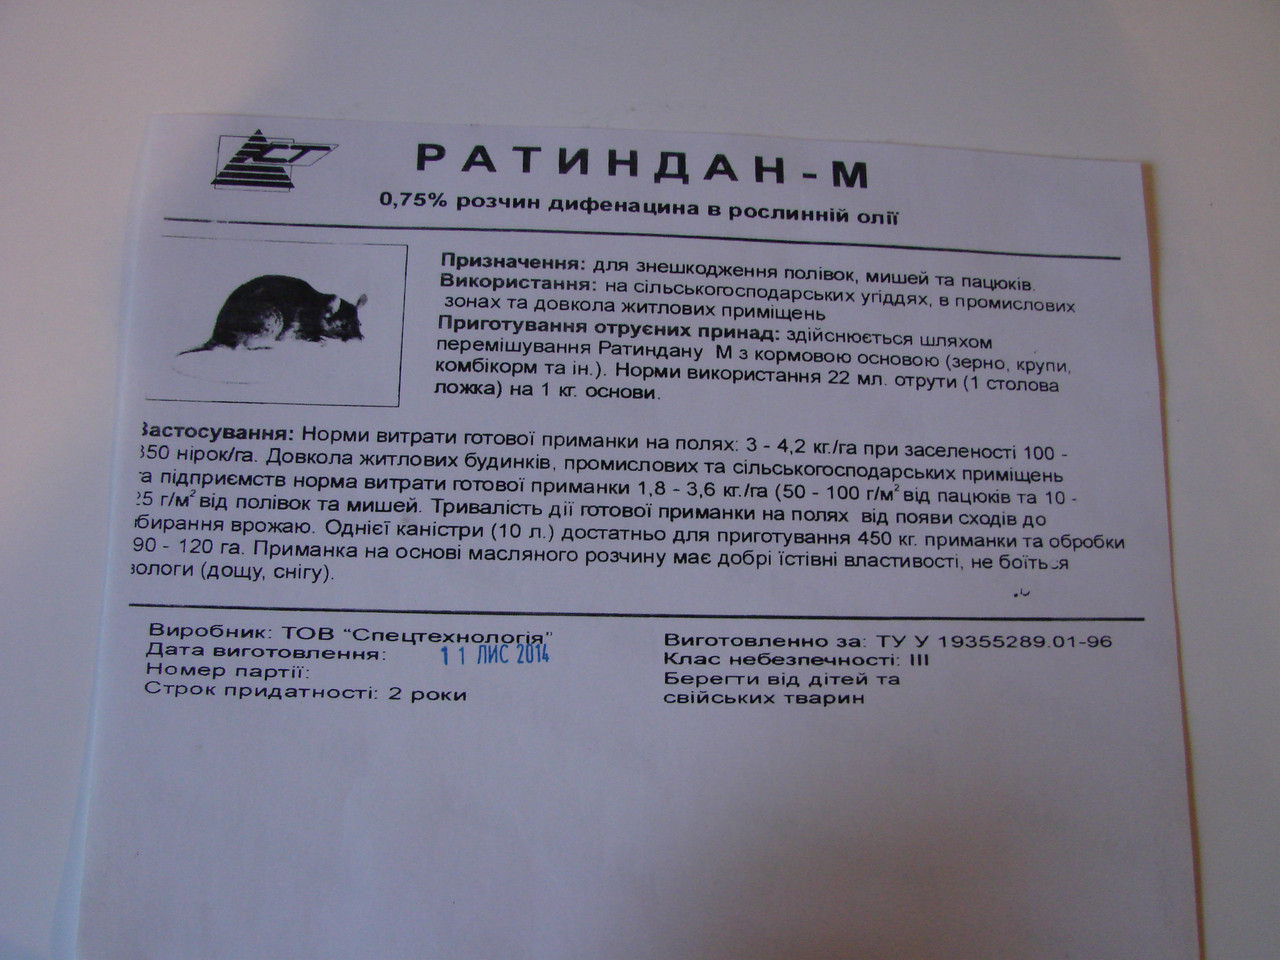 РАТИНДАН-М
0,75% розчин дифенацина в рослинній олії
Призначення: для знешкодження полівок, мишей та пацюків.
Використання: на сільськогосподарських угіддях, в промислових
зонах та довкола житлових приміщень
Приготування отруєних принад: здійснюється шляхом
перемішування Ратиндану М з кормовою основою (зерно, крупи,
комбікорм та ін.). Норми використання 22 мл. отрути (1 столова
ложка) на 1 кг. основи.
Застосування: Норми витрати готової приманки на полях: 3 - 4,2 кг./га при заселеності 100 -
350 нірок/га. Довкола житлових будинків, промислових та сільськогосподарських приміщень
та підприємств норма витрати готової приманки 1,8 - 3,6 кг./га (50 - 100 г/м² від пацюків та 10 -
25 г/м² від полівок та мишей. Тривалість дії готової приманки на полях від появи сходів до
збирання врожаю. Однієї каністри (10 л.) достатньо для приготування 450 кг. приманки та обробки
90 - 120 га. Приманка на основі масляного розчину має добрі їстівні властивості, не боїться
вологи (дощу, снігу).
Виробник: ТОВ "Спецтехнологія"
Дата виготовлення: 11 ЛИС 2014
Номер партії:
Строк придатності: 2 роки
Виготовленно за: ТУ У 19355289.01-96
Клас небезпечності: III
Берегти від дітей та
свійських тварин